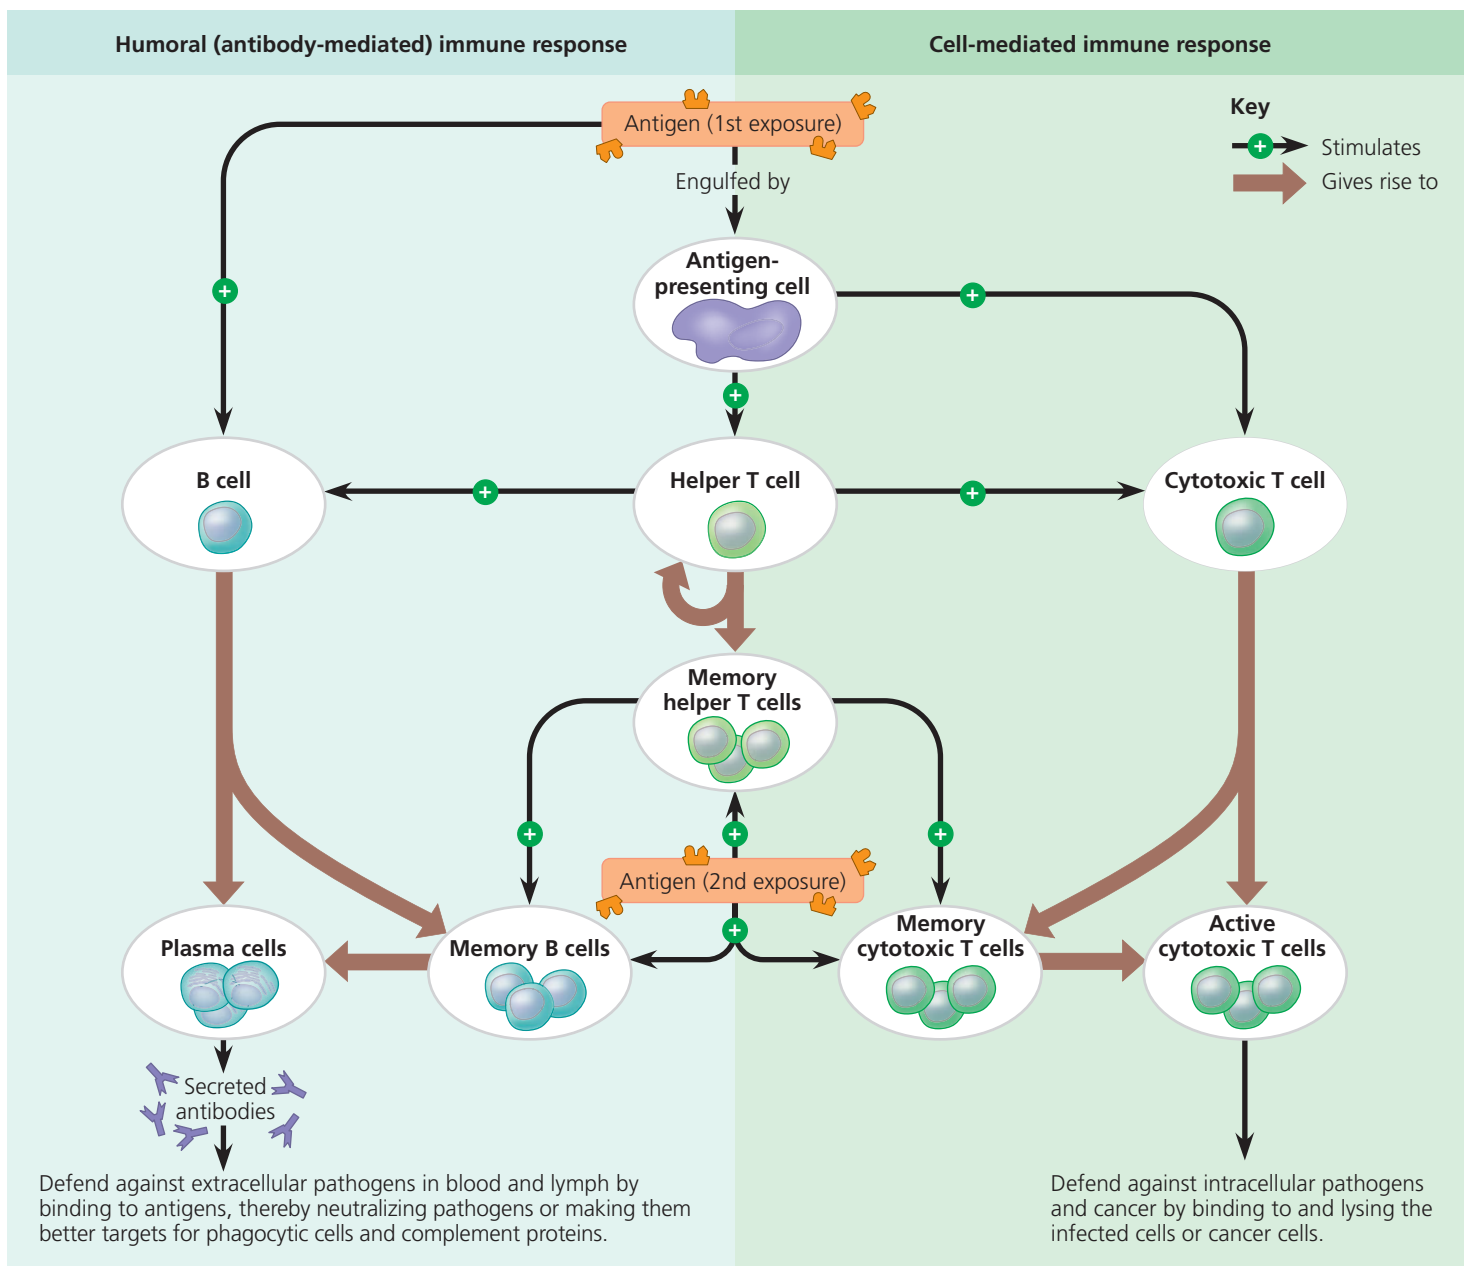 Humoral (antibody-mediated) immune response
Cell-mediated immune response
Antigen (1st exposure)
Key
Stimulates
Gives rise to
Engulfed by
Antigen-
presenting cell
+
+
+
B cell
Helper T cell
Cytotoxic T cell
+
+
Memory
helper T cells
+
+
+
Antigen (2nd exposure)
+
Plasma cells
Memory B cells
Memory
cytotoxic T cells
Active
cytotoxic T cells
Secreted
antibodies
Defend against extracellular pathogens in blood and lymph by
binding to antigens, thereby neutralizing pathogens or making them
better targets for phagocytic cells and complement proteins.
Defend against intracellular pathogens
and cancer by binding to and lysing the
infected cells or cancer cells.